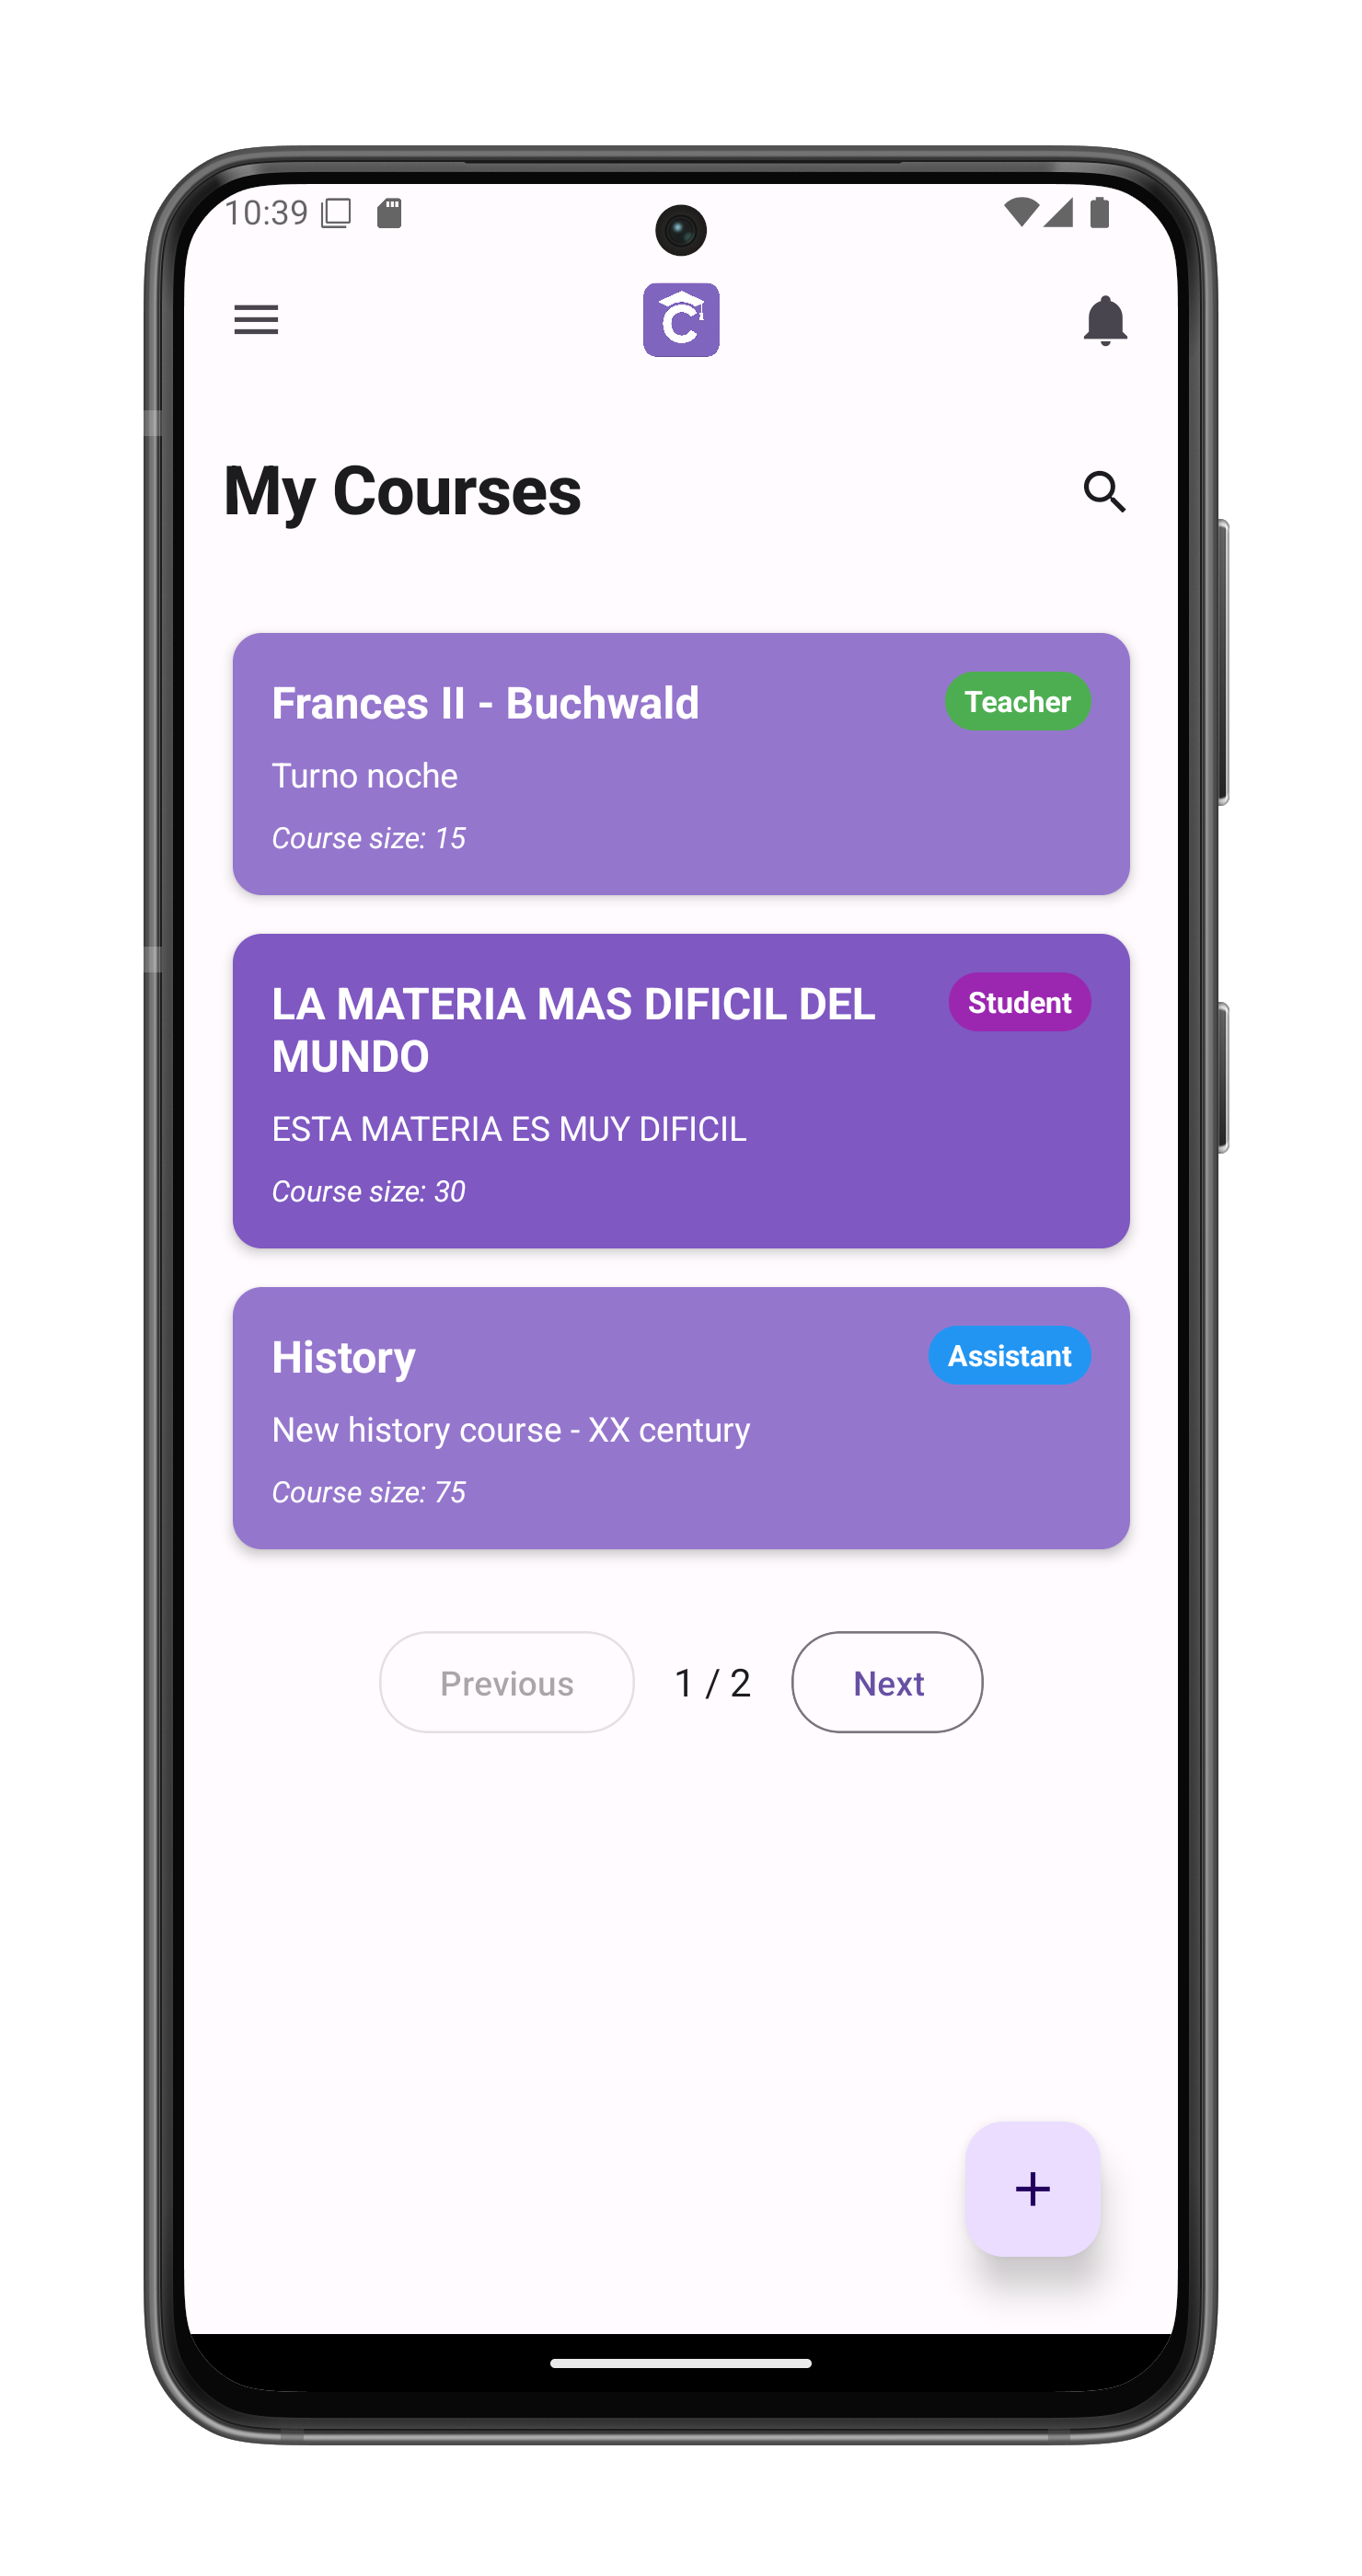 10:39
C
My Courses
Frances II - Buchwald
Teacher
Turno noche
Course size: 15
LA MATERIA MAS DIFICIL DEL
MUNDO
Student
ESTA MATERIA ES MUY DIFICIL
Course size: 30
History
Assistant
New history course - XX century
Course size: 75
Previous
1 / 2
Next
+